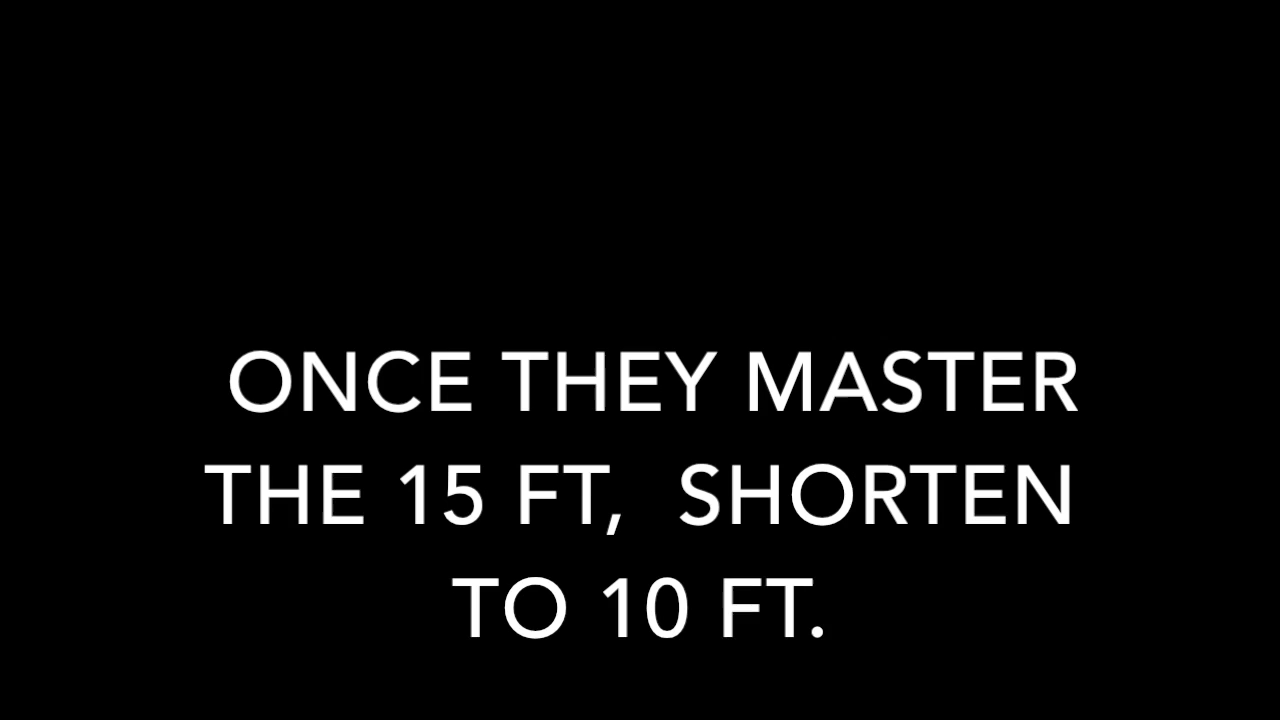 ONCE THEY MASTER
THE 15 FT,  SHORTEN
TO 10 FT.